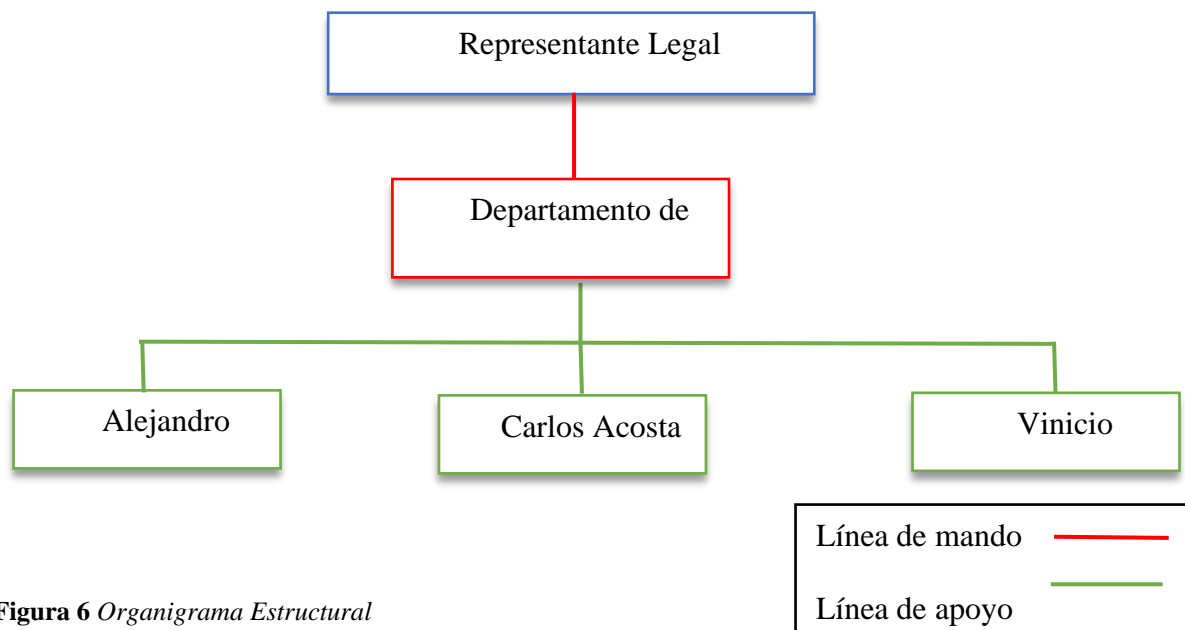 Representante Legal
Departamento de
Alejandro
Carlos Acosta
Vinicio
Línea de mando
Línea de apoyo
Figura 6 Organigrama Estructural